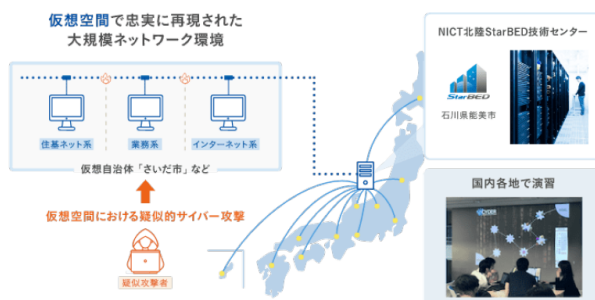 仮想空間で忠実に再現された
大規模ネットワーク環境
住基ネット系
業務系
インターネット系
仮想自治体「さいだ市」など
仮想空間における疑似的サイバー攻撃
疑似攻撃者
NICT北陸StarBED技術センター
StarBED
石川県能美市
国内各地で演習